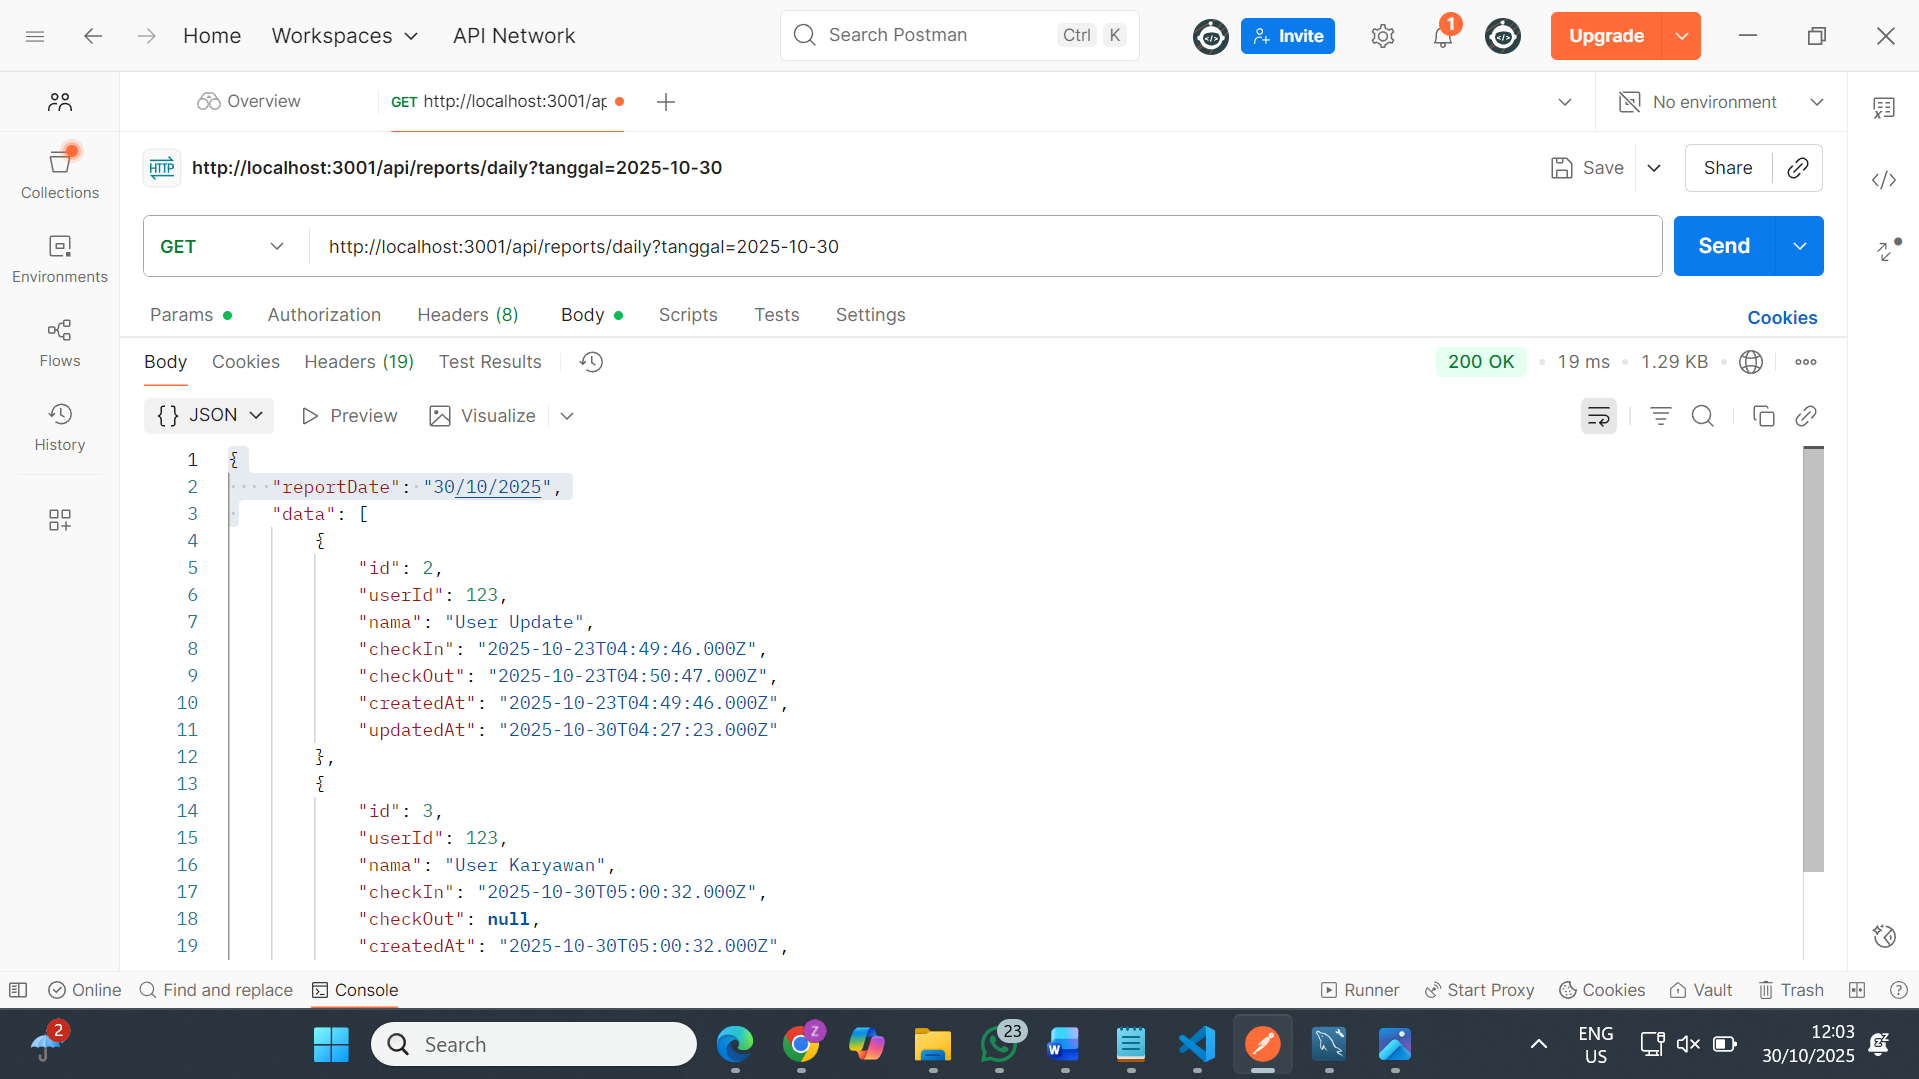 Home
Workspaces
API Network
Search Postman
Ctrl
K
Invite
1
Upgrade
Overview
GET http://localhost:3001/ap
No environment
HTTP http://localhost:3001/api/reports/daily?tanggal=2025-10-30
Save
Share
Collections
Environments
Flows
History
GET
http://localhost:3001/api/reports/daily?tanggal=2025-10-30
Send
Params
Authorization
Headers (8)
Body
Scripts
Tests
Settings
Cookies
Body
Cookies
Headers (19)
Test Results
200 OK
19 ms
1.29 KB
{} JSON
Preview
Visualize
1 {
2 "reportDate": "30/10/2025",
3 "data": [
4 {
5 "id": 2,
6 "userId": 123,
7 "nama": "User Update",
8 "checkIn": "2025-10-23T04:49:46.000Z",
9 "checkOut": "2025-10-23T04:50:47.000Z",
10 "createdAt": "2025-10-23T04:49:46.000Z",
11 "updatedAt": "2025-10-30T04:27:23.000Z"
12 },
13 {
14 "id": 3,
15 "userId": 123,
16 "nama": "User Karyawan",
17 "checkIn": "2025-10-30T05:00:32.000Z",
18 "checkOut": null,
19 "createdAt": "2025-10-30T05:00:32.000Z",
Online
Find and replace
Console
Runner
Start Proxy
Cookies
Vault
Trash
2
Search
Z
23
ENG
US
12:03
30/10/2025